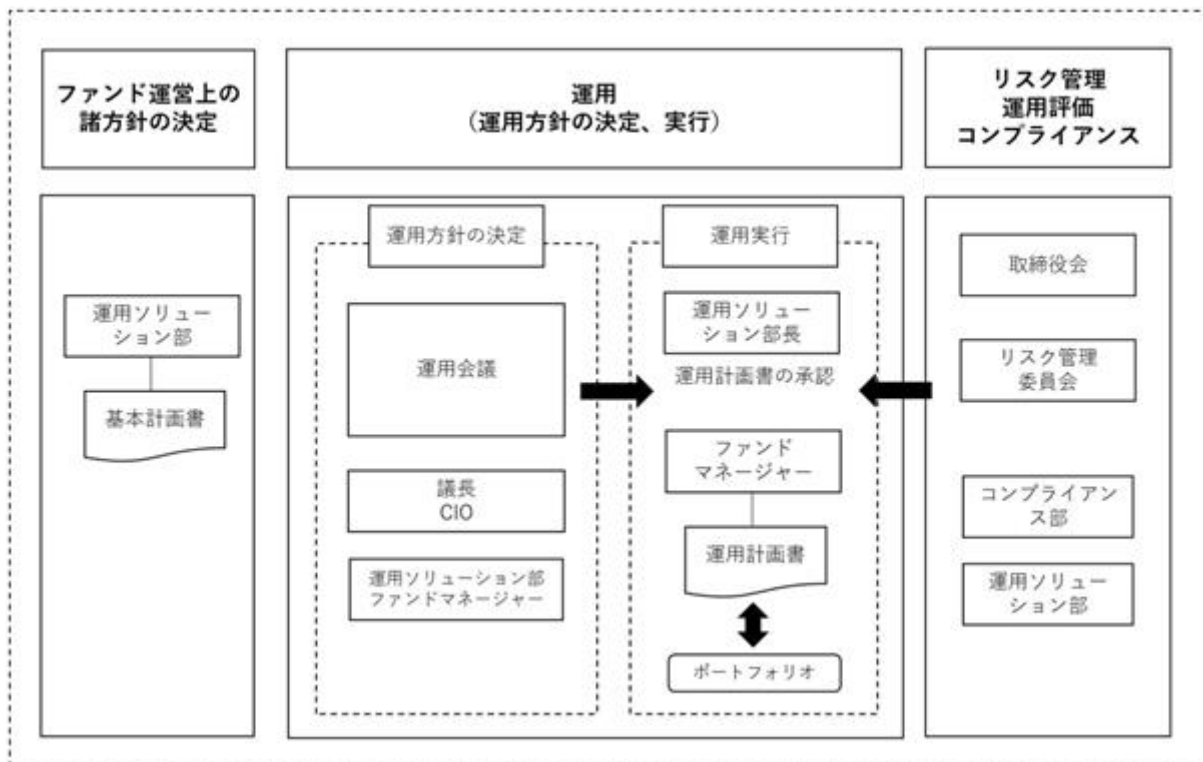 ファンド運営上の
諸方針の決定
運用
(運用方針の決定、実行)
リスク管理
運用評価
コンプライアンス
運用ソリュー
ション部
基本計画書
運用方針の決定
運用会議
議長
CIO
運用ソリューション部
ファンドマネージャー
運用実行
運用ソリュー
ション部長
運用計画書の承認
ファンド
マネージャー
運用計画書
ポートフォリオ
取締役会
リスク管理
委員会
コンプライアン
ス部
運用ソリュー
ション部